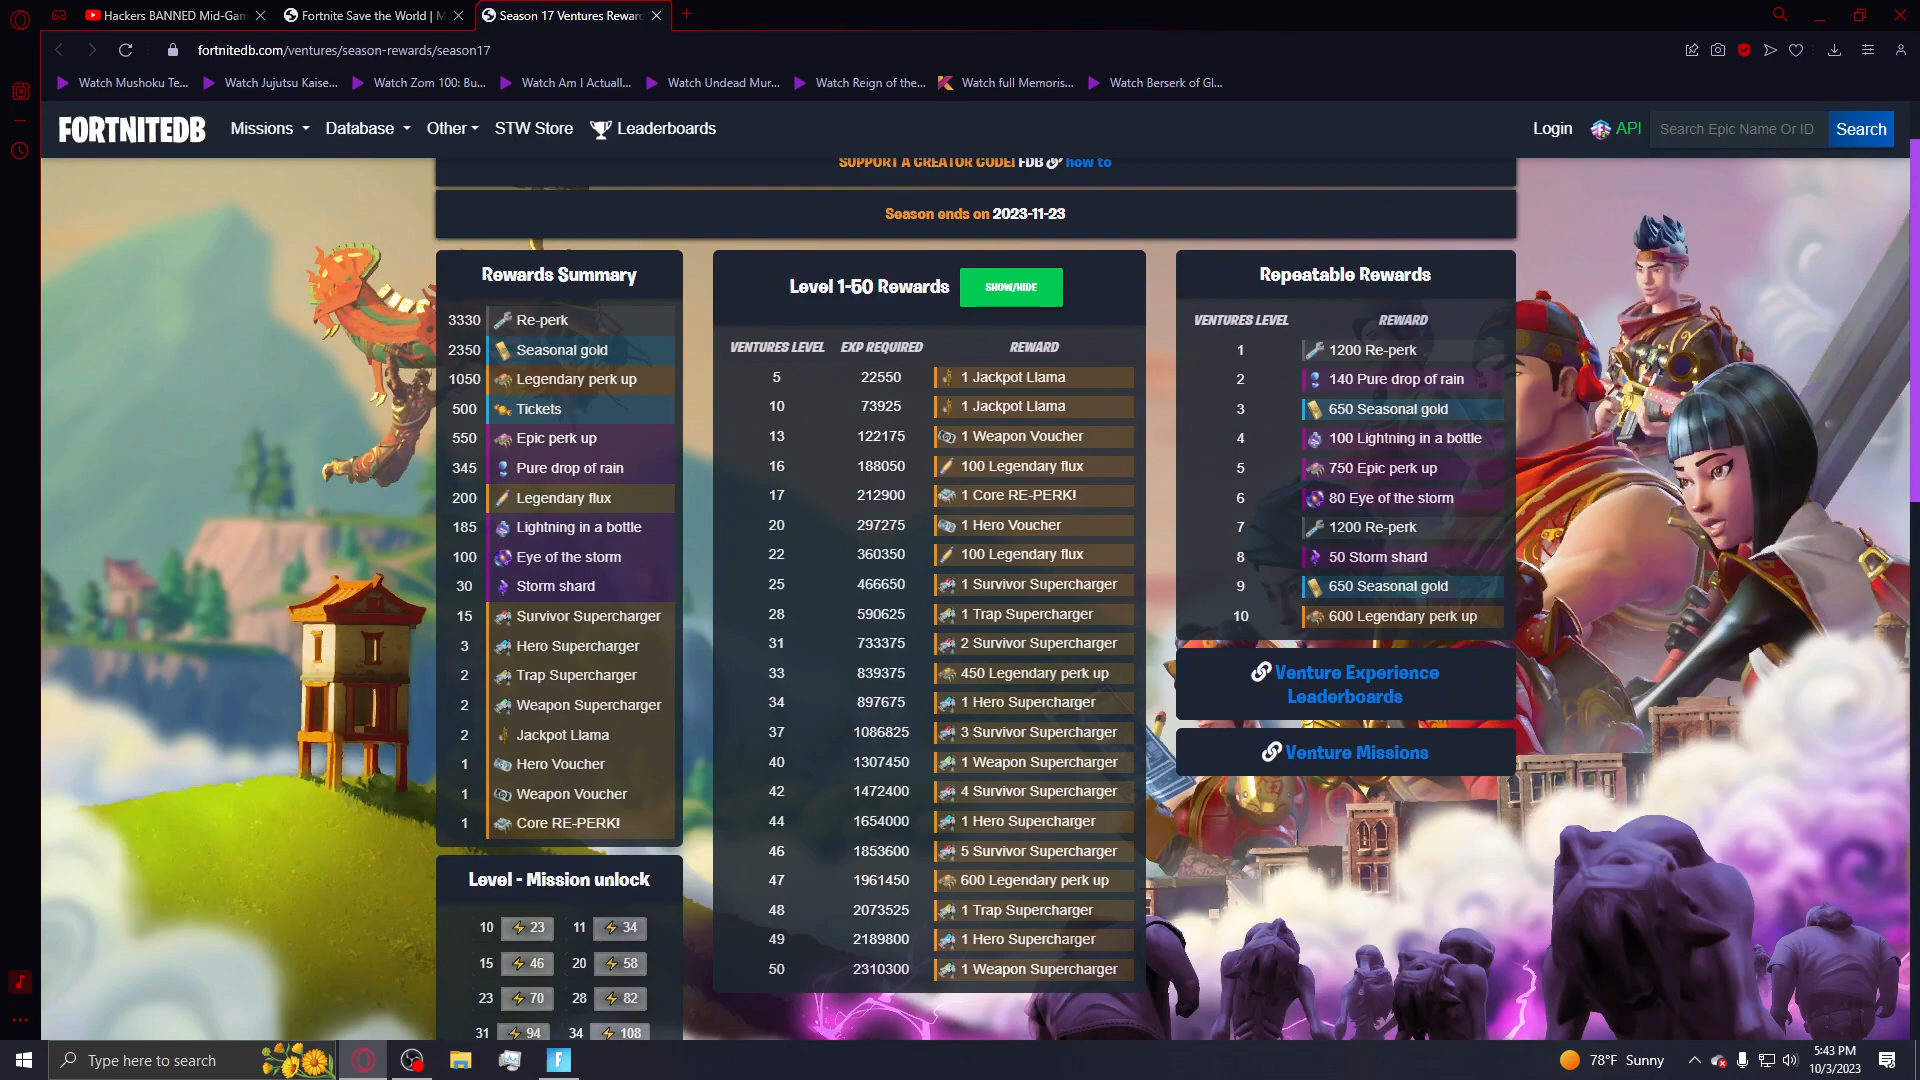 Hackers BANNED Mid-Gam
Fortnite Save the World | M
Season 17 Ventures Rewar
fortnitedb.com/ventures/season-rewards/season17
Watch Mushoku Te...
Watch Jujutsu Kaise...
Watch Zom 100: Bu...
Watch Am I Actuall...
Watch Undead Mur...
Watch Reign of the...
Watch full Memoris...
Watch Berserk of Gl...
FORTNITEDB
Missions
Database
Other
STW Store
Leaderboards
Login
API
Search Epic Name Or ID
Search
SUPPORT A CREATOR CODE! FDB how to
Season ends on 2023-11-23
Rewards Summary
3330 Re-perk
2350 Seasonal gold
1050 Legendary perk up
500 Tickets
550 Epic perk up
345 Pure drop of rain
200 Legendary flux
185 Lightning in a bottle
100 Eye of the storm
30 Storm shard
15 Survivor Supercharger
3 Hero Supercharger
2 Trap Supercharger
2 Weapon Supercharger
2 Jackpot Llama
1 Hero Voucher
1 Weapon Voucher
1 Core RE-PERK!
Level - Mission unlock
10 23 11 34
15 46 20 58
23 70 28 82
31 94 34 108
Level 1-50 Rewards
SHOW/HIDE
VENTURES LEVEL EXP REQUIRED REWARD
5 22550 1 Jackpot Llama
10 73925 1 Jackpot Llama
13 122175 1 Weapon Voucher
16 188050 100 Legendary flux
17 212900 1 Core RE-PERK!
20 297275 1 Hero Voucher
22 360350 100 Legendary flux
25 466650 1 Survivor Supercharger
28 590625 1 Trap Supercharger
31 733375 2 Survivor Supercharger
33 839375 450 Legendary perk up
34 897675 1 Hero Supercharger
37 1086825 3 Survivor Supercharger
40 1307450 1 Weapon Supercharger
42 1472400 4 Survivor Supercharger
44 1654000 1 Hero Supercharger
46 1853600 5 Survivor Supercharger
47 1961450 600 Legendary perk up
48 2073525 1 Trap Supercharger
49 2189800 1 Hero Supercharger
50 2310300 1 Weapon Supercharger
Repeatable Rewards
VENTURES LEVEL REWARD
1 1200 Re-perk
2 140 Pure drop of rain
3 650 Seasonal gold
4 100 Lightning in a bottle
5 750 Epic perk up
6 80 Eye of the storm
7 1200 Re-perk
8 50 Storm shard
9 650 Seasonal gold
10 600 Legendary perk up
Venture Experience
Leaderboards
Venture Missions
Type here to search
78°F Sunny
5:43 PM
10/3/2023